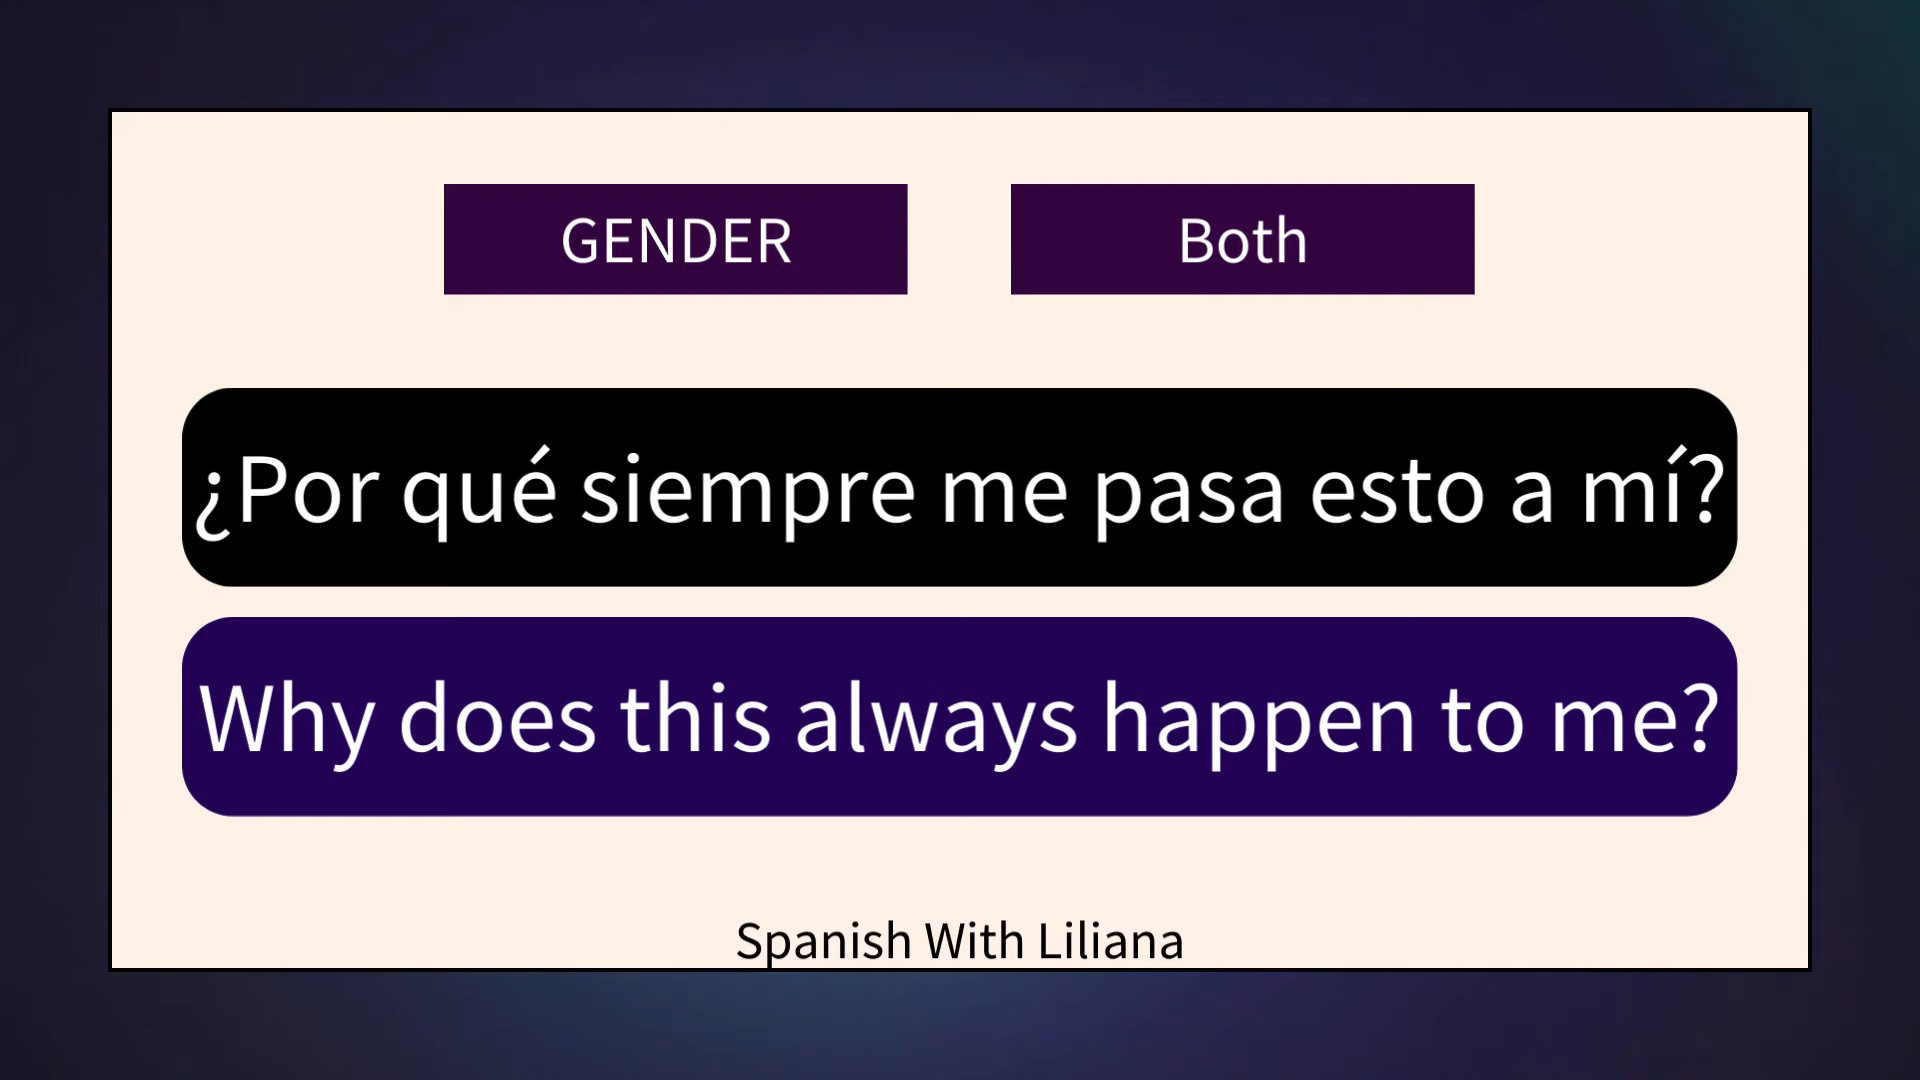 GENDER
Both
¿Por qué siempre me pasa esto a mí?
Why does this always happen to me?
Spanish With Liliana